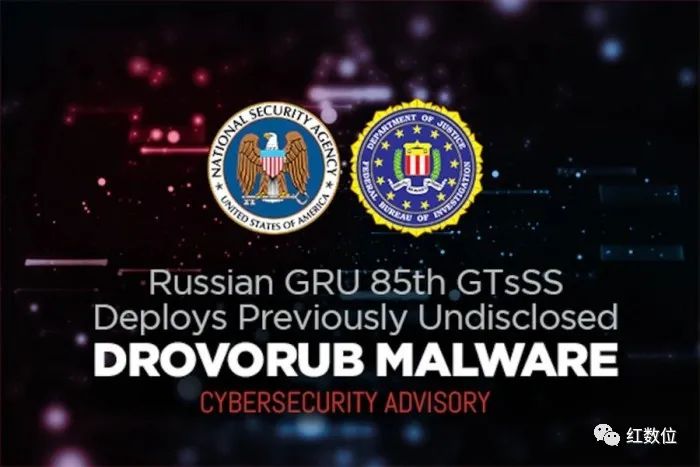 NATIONAL SECURITY AGENCY
UNITED STATES OF AMERICA
DEPARTMENT OF JUSTICE
FEDERAL BUREAU OF INVESTIGATION
Russian GRU 85th GTsSS
Deploys Previously Undisclosed
DROVORUB MALWARE
CYBERSECURITY ADVISORY
红数位